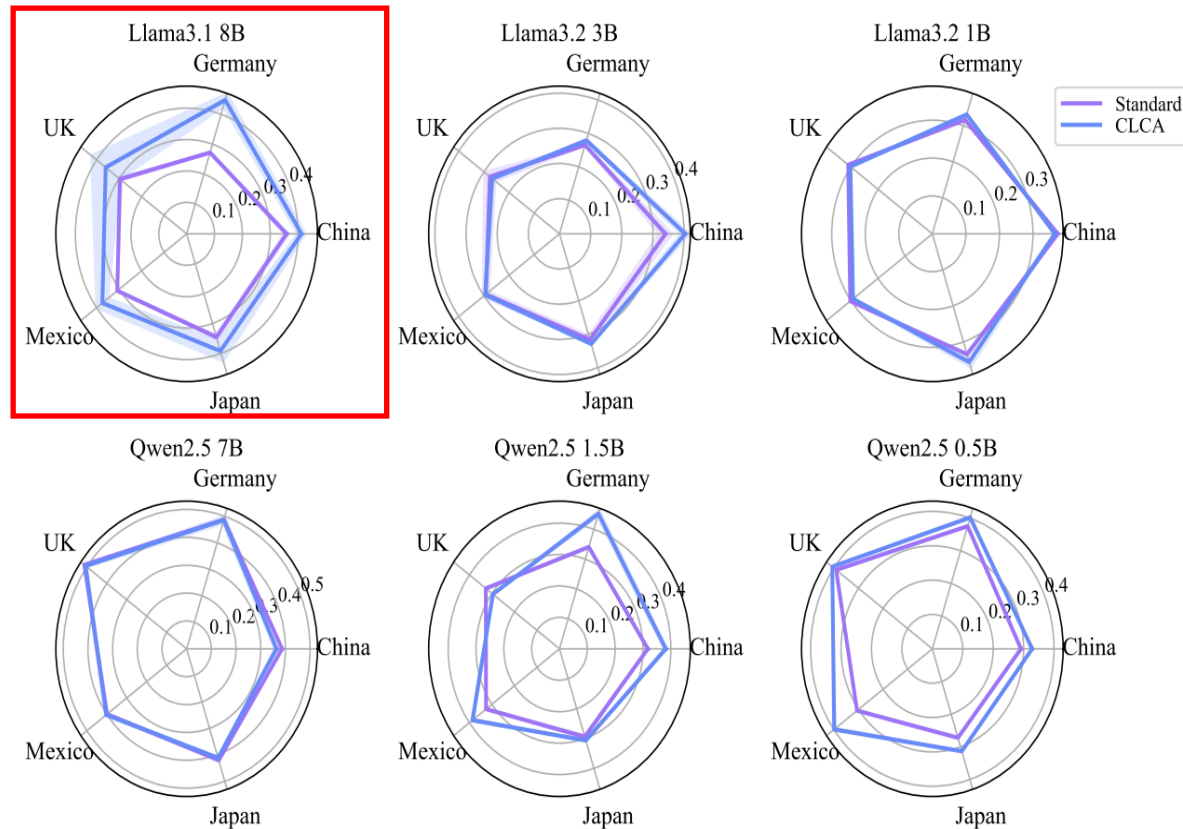 Llama3.1 8B
Germany
UK
0.1
0.2
0.3
0.4
China
Mexico
Japan
Llama3.2 3B
Germany
UK
0.1
0.2
0.3
0.4
China
Mexico
Japan
Llama3.2 1B
Germany
UK
0.1
0.2
0.3
China
Mexico
Japan
Standard
CLCA
Qwen2.5 7B
Germany
UK
0.1
0.2
0.3
0.4
0.5
China
Mexico
Japan
Qwen2.5 1.5B
Germany
UK
0.1
0.2
0.3
0.4
China
Mexico
Japan
Qwen2.5 0.5B
Germany
UK
0.1
0.2
0.3
0.4
China
Mexico
Japan